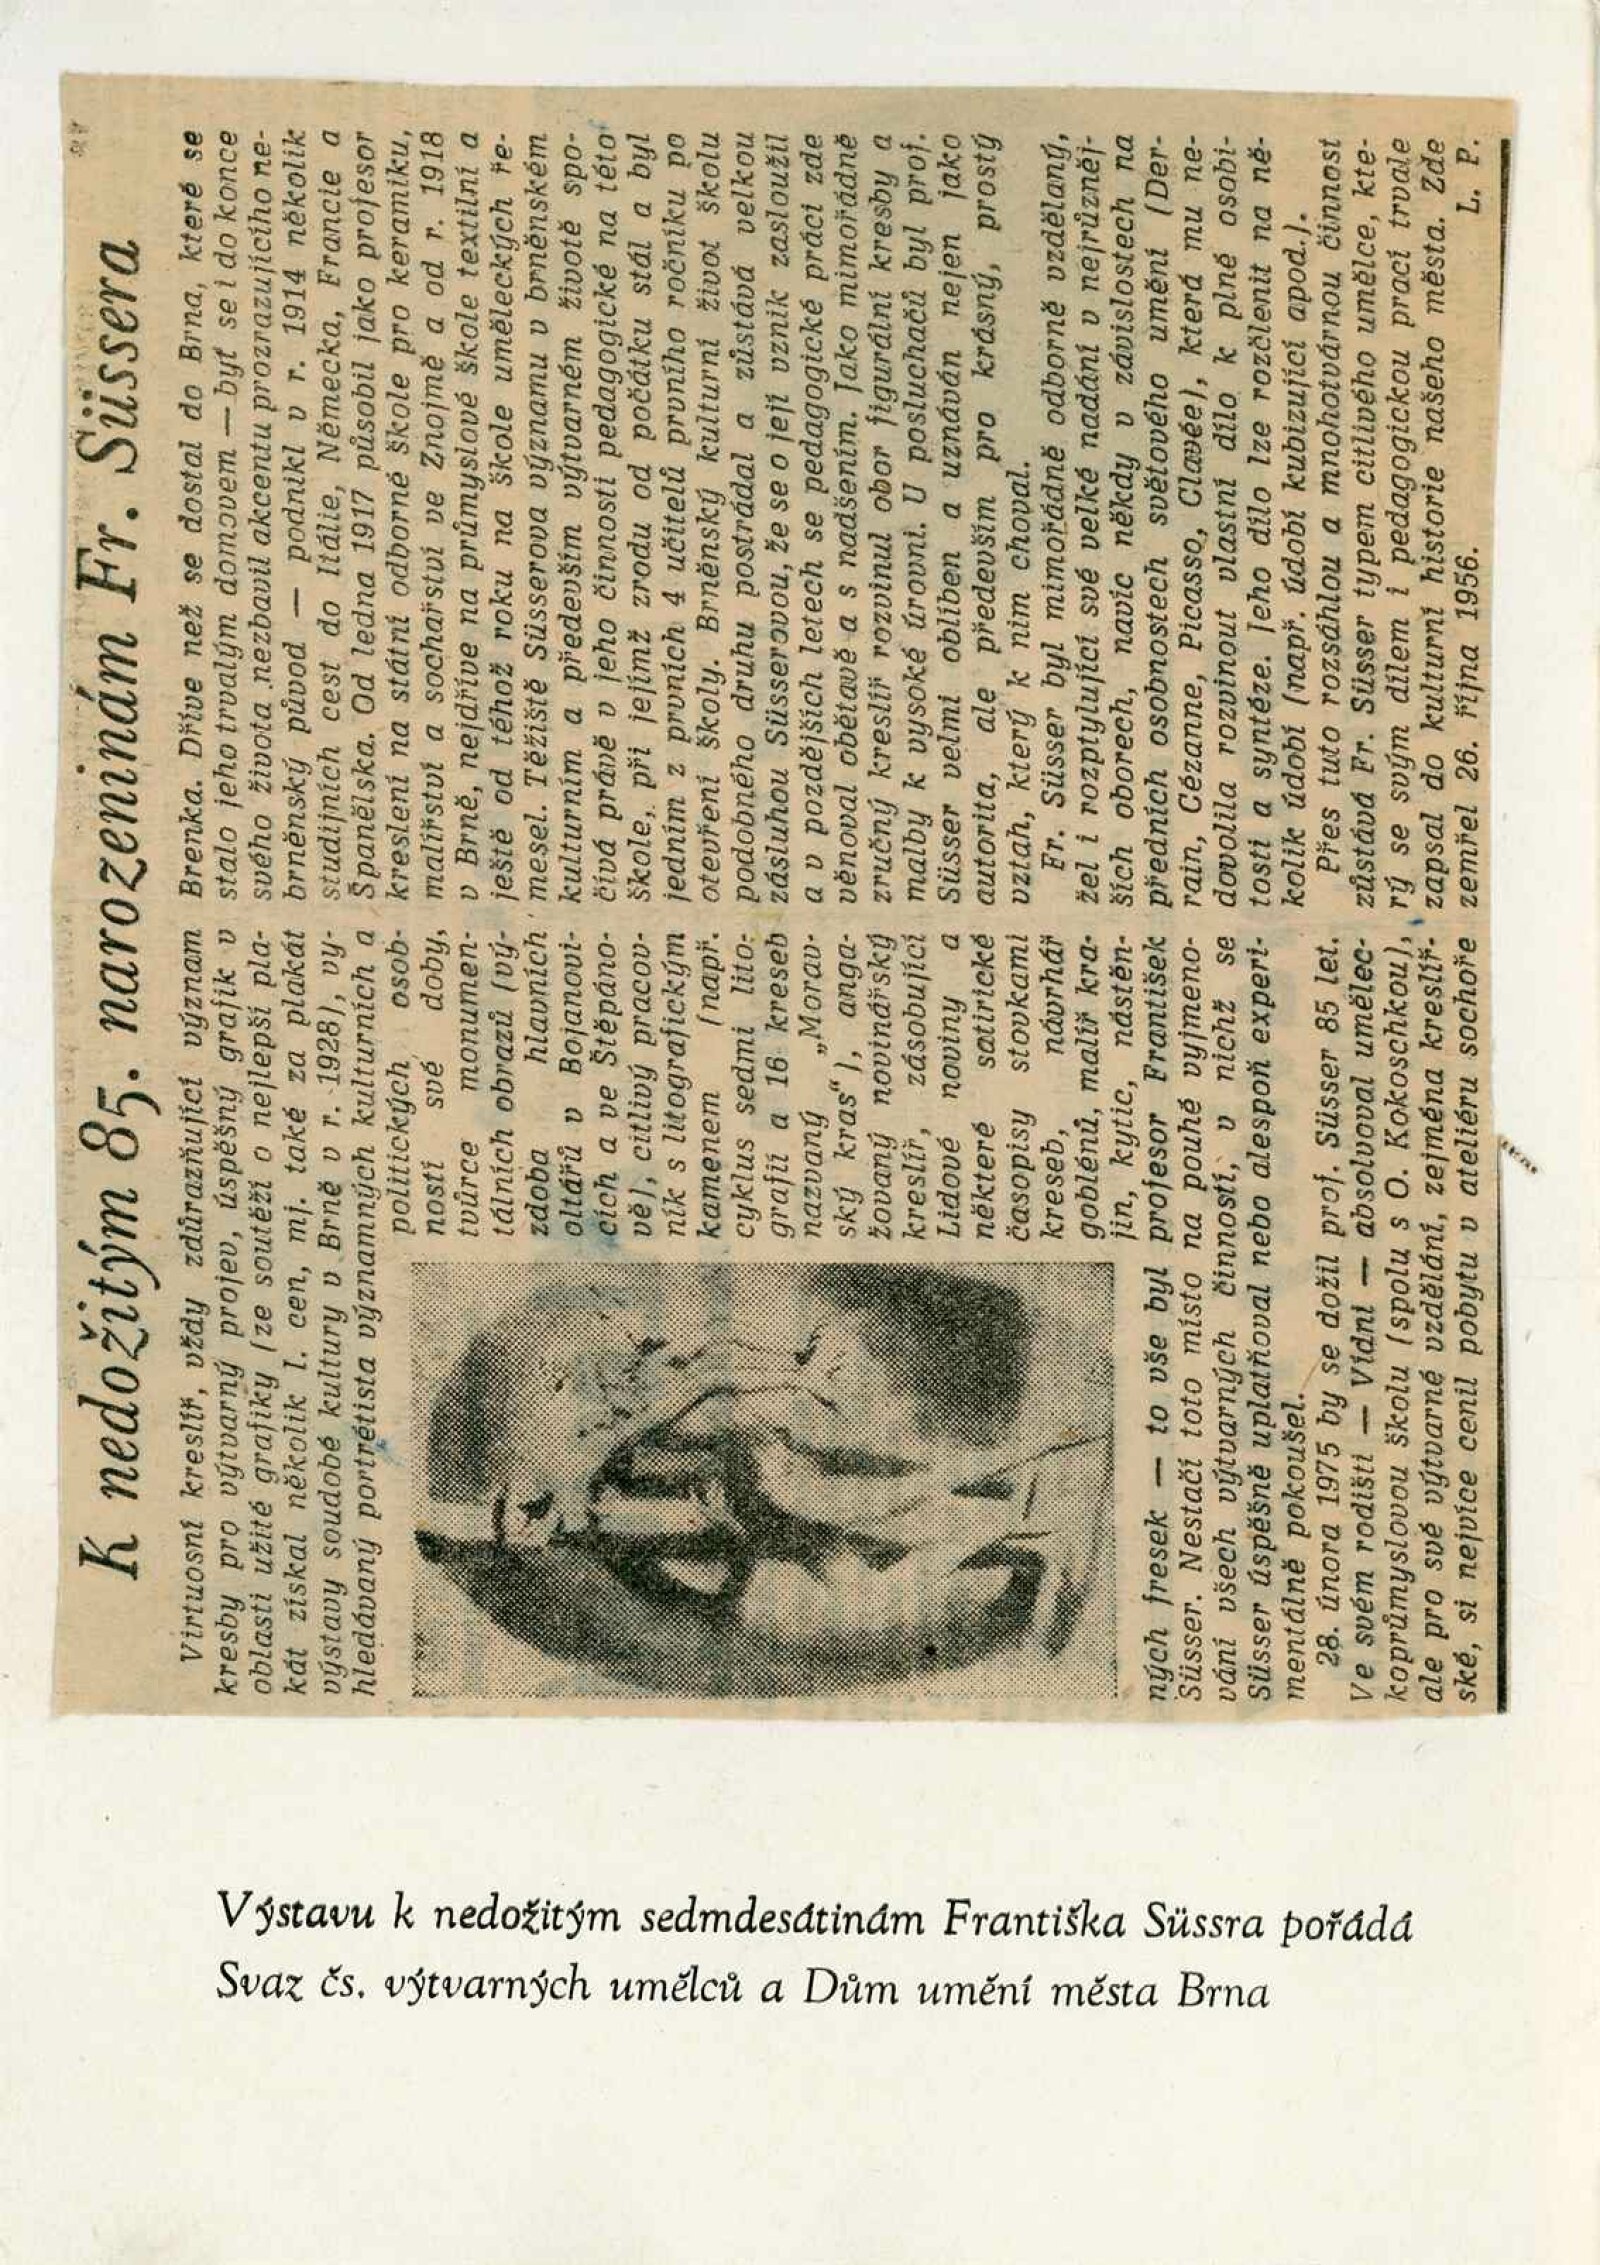 K nedožitým 85. narozeninám Fr. Süssera
Virtuosní kreslíř, vždy zdůrazňující význam
kresby pro výtvarný projev, úspěšný grafik v
oblasti užité grafiky (ze soutěží o nejlepší pla-
kát získal několik I. cen, mj. také za plakát
výstavy soudobé kultury v Brně v r. 1928), vy-
hledávaný portrétista významných kulturních a
politických osob-
ností své doby,
tvůrce monumen-
tálních obrazů (vý-
zdoba hlavních
oltářů v Bojanovi-
cích a ve Štěpáno-
vě), citlivý pracov-
ník s litografickým
kamenem (např.
cyklus sedmi lito-
grafií a 16 kreseb
nazvaný „Morav-
ský kras“), anga-
žovaný novinářský
kreslíř, zásobující
Lidové noviny a
některé satirické
časopisy stovkami
kreseb, návrhář
goblénů, malíř kra-
jin, kytic, nástěn-
ných fresek — to vše byl projesor František
Süsser. Nestačí toto místo na pouhé vyjmeno-
vání všech výtvarných činností, v nichž se
Süsser úspěšně uplatňoval nebo alespoň experi-
mentálně pokoušel.
28. února 1975 by se dožil prof. Süsser 85 let.
Ve svém rodišti — Vídni — absolvoval umělec-
koprůmyslovou školu (spolu s O. Kokoschkou),
ale pro své výtvarné vzdělání, zejména kreslíř-
ské, si nejvíce cenil pobytu v ateliéru sochaře
Brenka. Dříve než se dostal do Brna, které se
stalo jeho trvalým domovem — byť se i do konce
svého života nezbavil akcentu prozrazujícího ne-
brněnský původ — podnikl v r. 1914 několik
studijních cest do Itálie, Německa, Francie a
Španělska. Od ledna 1917 působil jako profesor
kreslení na státní odborné škole pro keramiku,
malířství a sochařství ve Znojmě a od r. 1918
v Brně, nejdříve na průmyslové škole textilní a
ještě od téhož roku na škole uměleckých ře-
mesel. Těžiště Süsserova významu v brněnském
kulturním a především výtvarném životě spo-
čívá právě v jeho činnosti pedagogické na této
škole, při jejímž zrodu od počátku stál a byl
jedním z prvních 4 učitelů prvního ročníku po
otevření školy. Brněnský kulturní život školu
podobného druhu postrádal a zůstává velkou
zásluhou Süsserovou, že se o její vznik zasloužil
a v pozdějších letech se pedagogické práci zde
věnoval obětavě a s nadšením. Jako mimořádně
zručný kreslíř rozvinul obor figurální kresby a
malby k vysoké úrovni. U posluchačů byl prof.
Süsser velmi oblíben a uznáván nejen jako
autorita, ale především pro krásný, prostý
vztah, který k nim choval.
Fr. Süsser byl mimořádně odborně vzdělaný,
žel i rozptylující své velké nadání v nejrůzněj-
ších oborech, navíc někdy v závislostech na
předních osobnostech světového umění (Der-
rain, Cézanne, Picasso, Clavée), která mu ne-
dovolila rozvinout vlastní dílo k plné osobi-
tosti a syntéze. Jeho dílo lze rozčlenit na ně-
kolik údobí (např. údobí kubizující apod.).
Přes tuto rozsáhlou a mnohotvárnou činnost
zůstává Fr. Süsser typem citlivého umělce, kte-
rý se svým dílem i pedagogickou prací trvale
zapsal do kulturní historie našeho města. Zde
zemřel 26. října 1956.
L. P.
Výstavu k nedožitým sedmdesátinám Františka Süssra pořádá
Svaz čs. výtvarných umělců a Dům umění města Brna